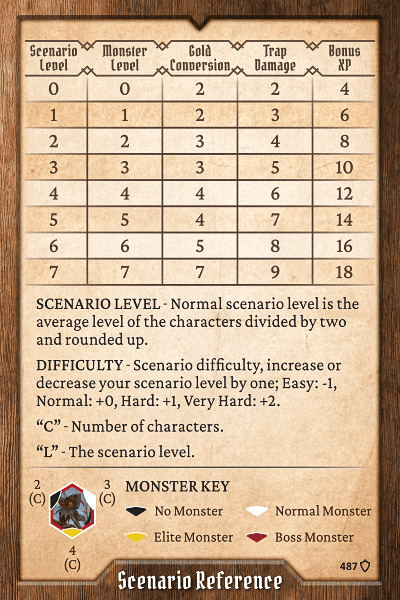 Scenario Level Monster Level Gold Conversion Trap Damage Bonus XP
0 0 2 2 4
1 1 2 3 6
2 2 3 4 8
3 3 3 5 10
4 4 4 6 12
5 5 4 7 14
6 6 5 8 16
7 7 7 9 18
SCENARIO LEVEL - Normal scenario level is the
average level of the characters divided by two
and rounded up.
DIFFICULTY - Scenario difficulty, increase or
decrease your scenario level by one; Easy: -1,
Normal: +0, Hard: +1, Very Hard: +2.
“C” - Number of characters.
“L” - The scenario level.
2 (C)
3 (C)
4 (C)
MONSTER KEY
No Monster Normal Monster
Elite Monster Boss Monster
487
Scenario Reference